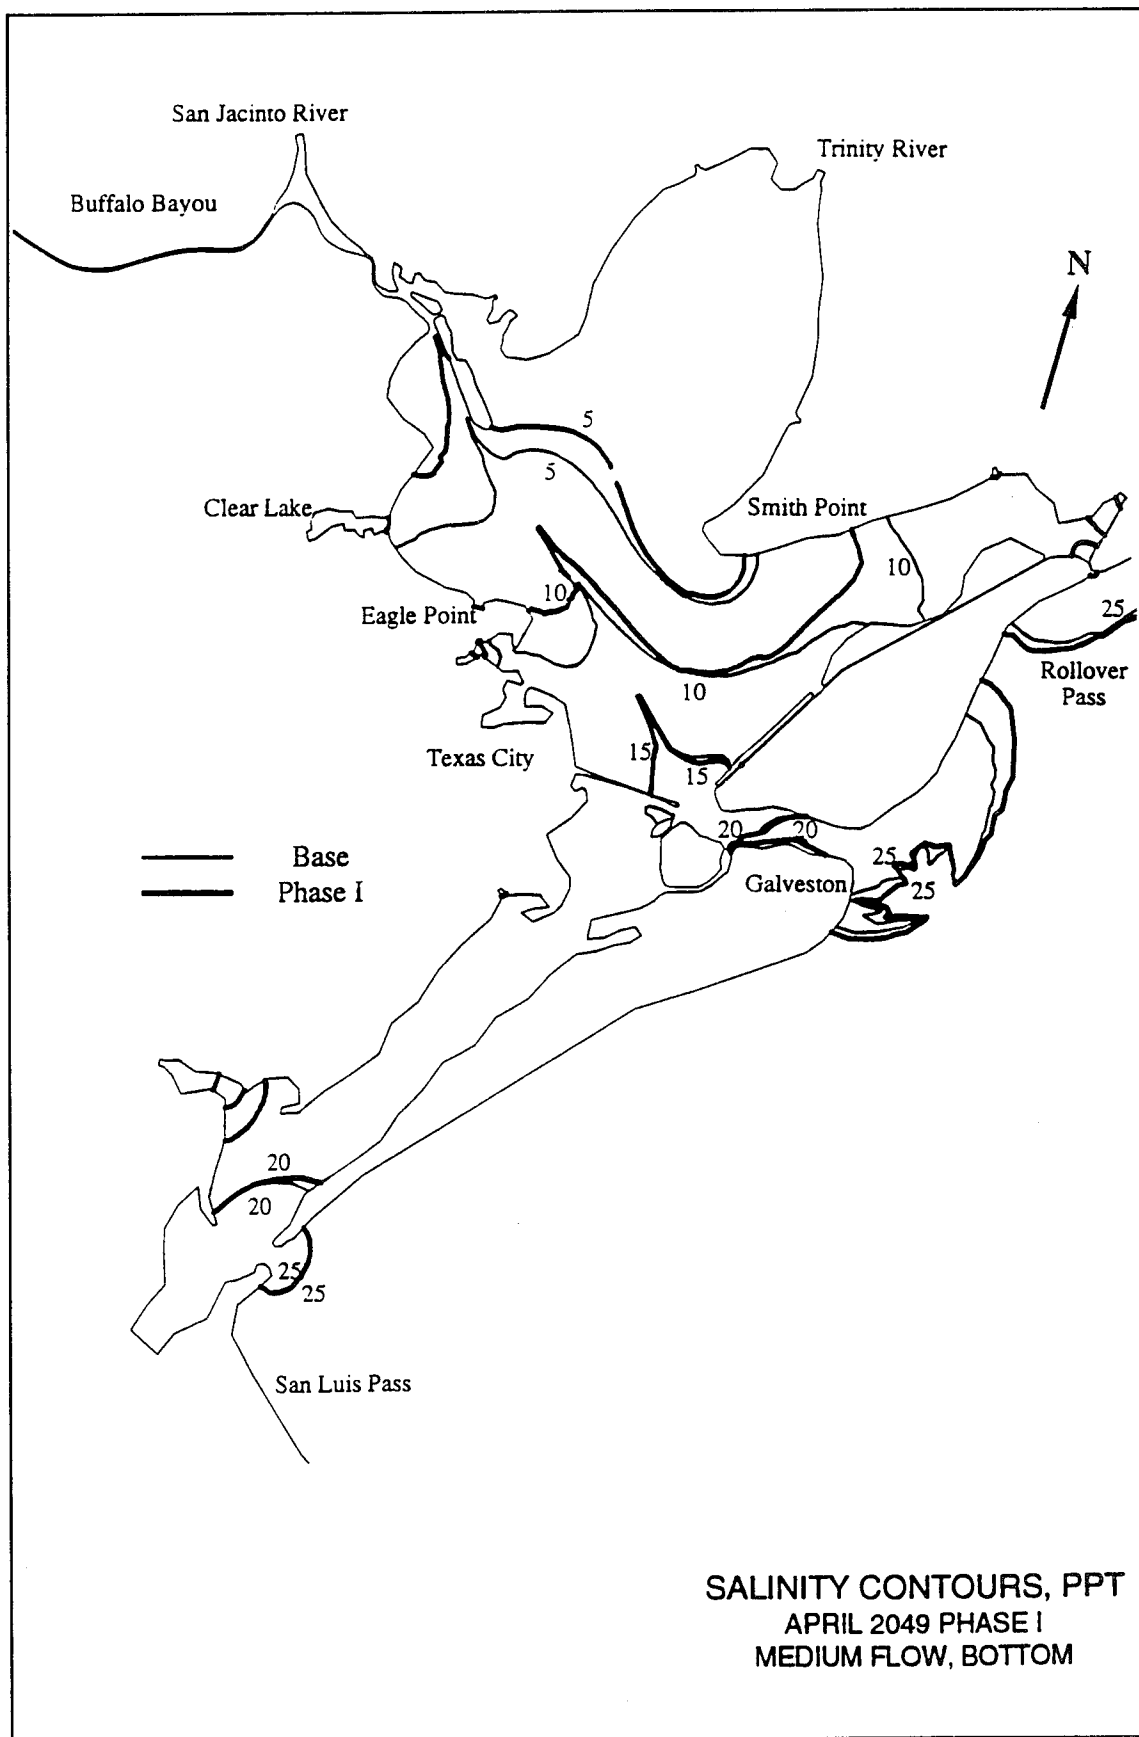 San Jacinto River
Trinity River
Buffalo Bayou
N
5
5
Clear Lake
Smith Point
10
10
Eagle Point
25
10
Rollover
Pass
Texas City
15
15
20
20
Base
Phase I
25
Galveston
25
20
20
25
25
San Luis Pass
SALINITY CONTOURS, PPT
APRIL 2049 PHASE I
MEDIUM FLOW, BOTTOM